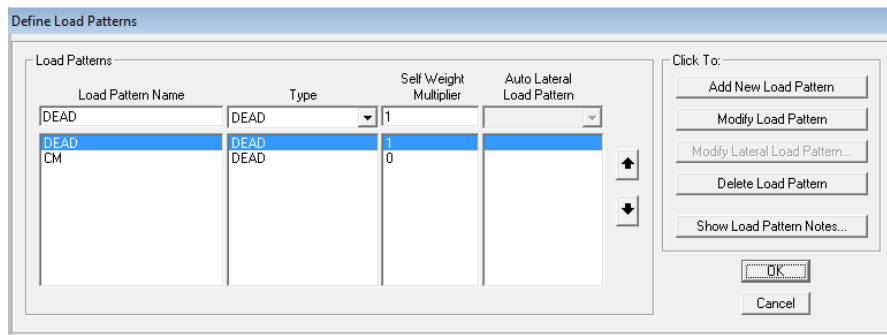 Define Load Patterns
Load Patterns
Click To:
Load Pattern Name
Type
Self Weight
Multiplier
Auto Lateral
Load Pattern
DEAD
DEAD
1
DEAD DEAD 1
CM DEAD 0
Add New Load Pattern
Modify Load Pattern
Modify Lateral Load Pattern...
Delete Load Pattern
Show Load Pattern Notes...
OK
Cancel